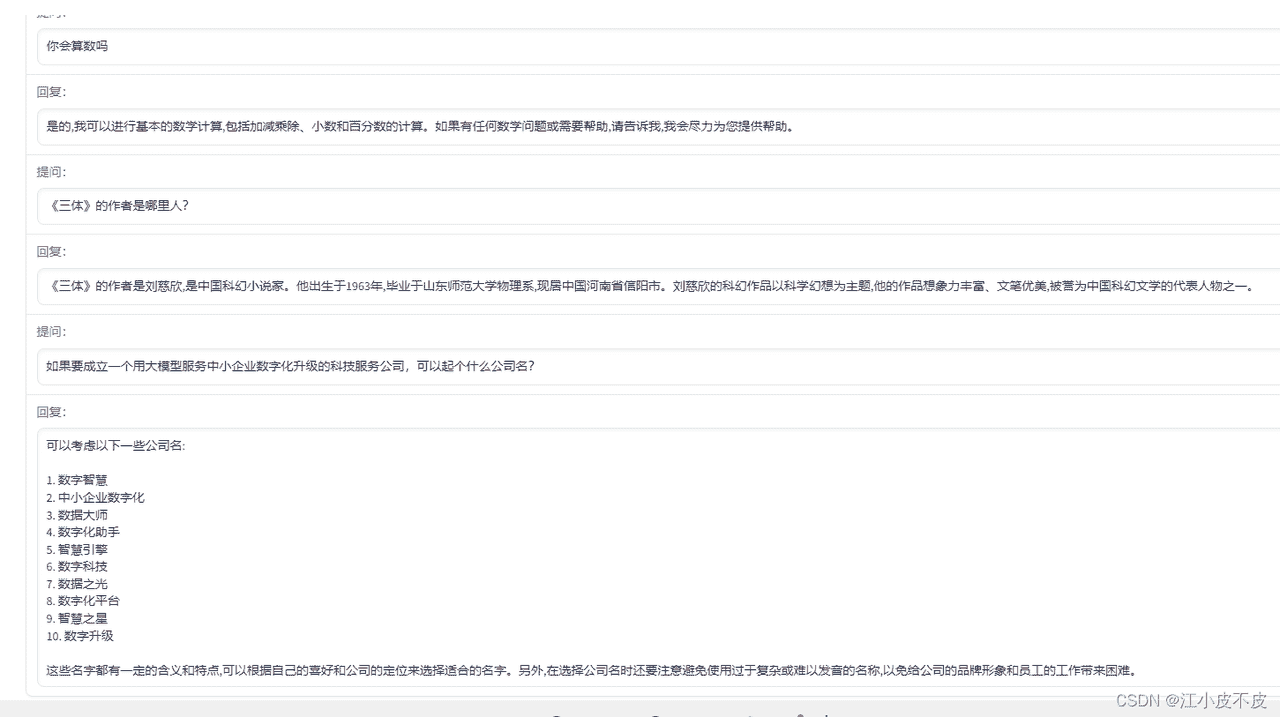 提问:
你会算数吗
回复:
是的,我可以进行基本的数学计算,包括加减乘除、小数和百分数的计算。如果有任何数学问题或需要帮助,请告诉我,我会尽力为您提供帮助。
提问:
《三体》的作者是哪里人?
回复:
《三体》的作者是刘慈欣,是中国科幻小说家。他出生于1963年,毕业于山东师范大学物理系,现居中国河南省信阳市。刘慈欣的科幻作品以科学幻想为主题,他的作品想象力丰富、文笔优美,被誉为中国科幻文学的代表人物之一。
提问:
如果要成立一个用大模型服务中小企业数字化升级的科技服务公司，可以起个什么公司名?
回复:
可以考虑以下一些公司名:
1. 数字智慧
2. 中小企业数字化
3. 数据大师
4. 数字化助手
5. 智慧引擎
6. 数字科技
7. 数据之光
8. 数字化平台
9. 智慧之星
10. 数字升级
这些名字都有一定的含义和特点,可以根据自己的喜好和公司的定位来选择适合的名字。另外,在选择公司名时还要注意避免使用过于复杂或难以发音的名称,以免给公司的品牌形象和员工的工作带来困难。
CSDN @江小皮不皮